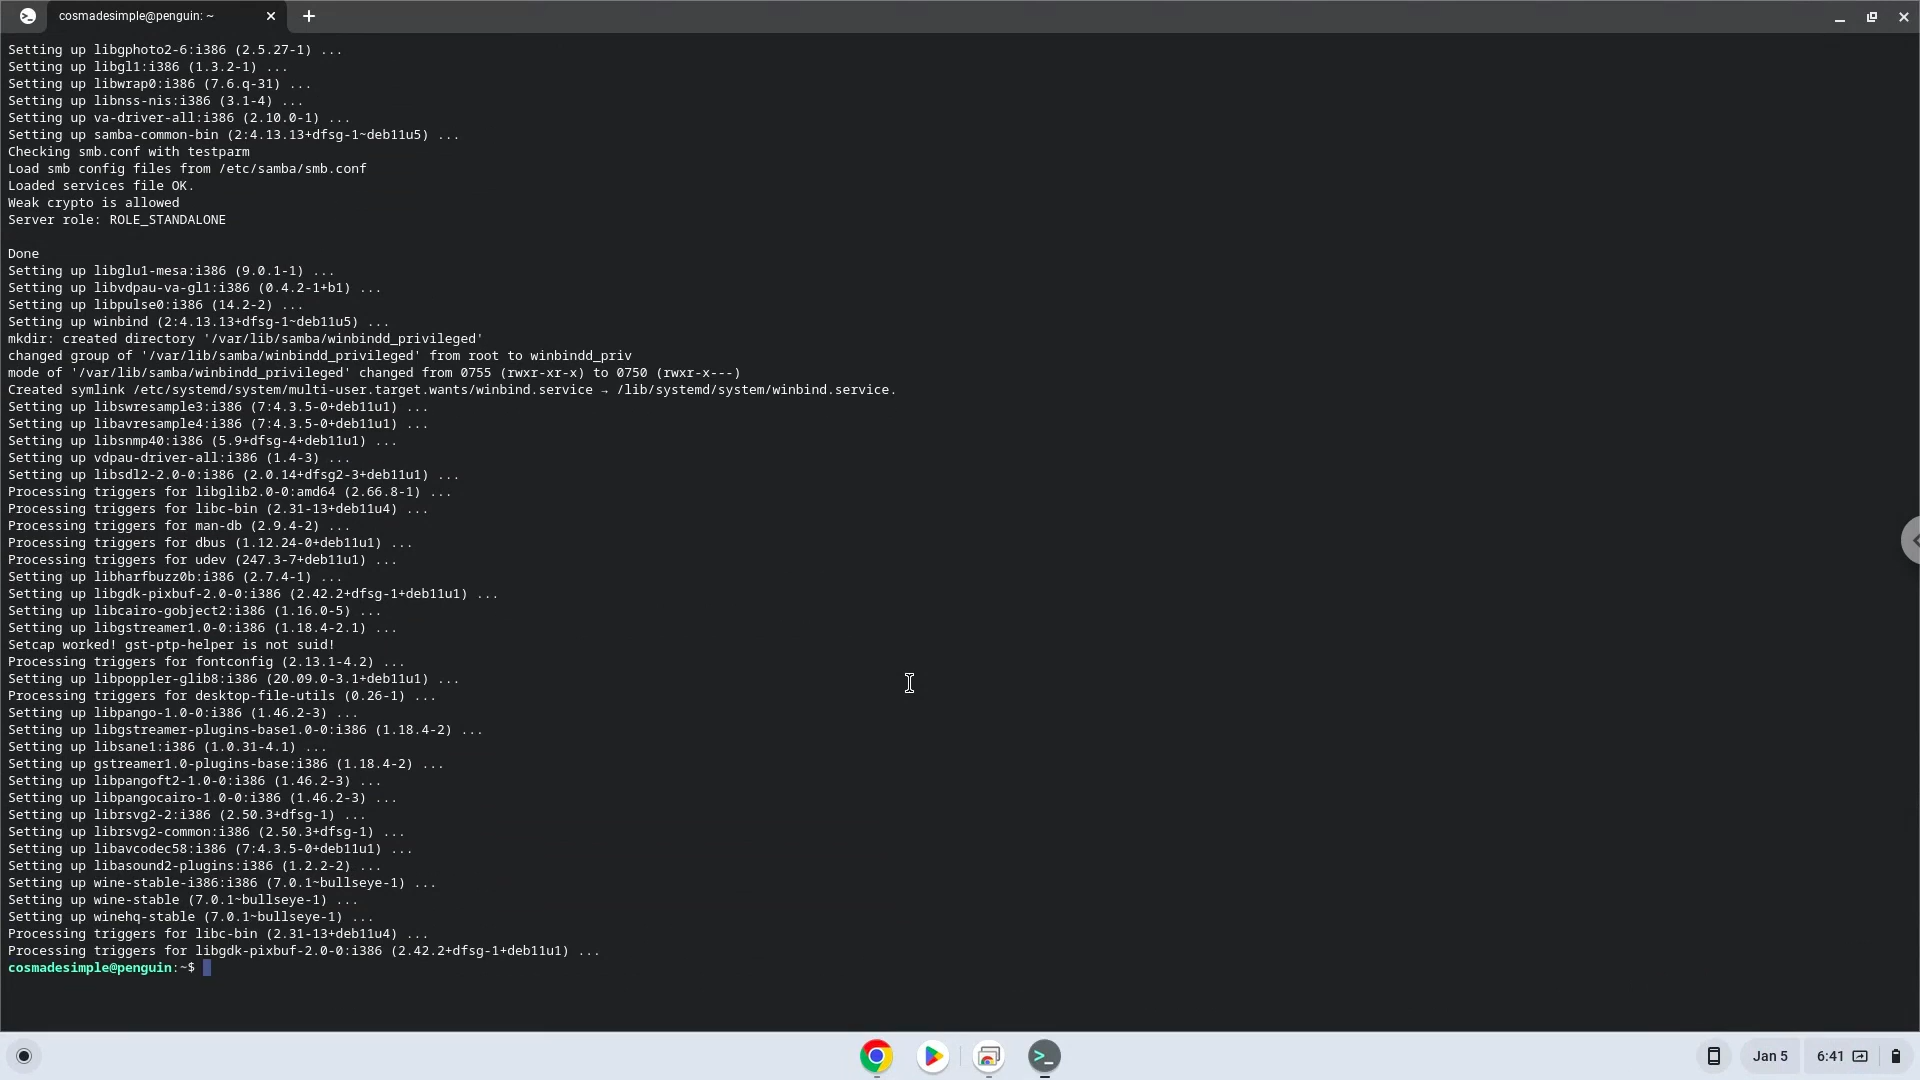 cosmadesimple@penguin: ~
Setting up libgphoto2-6:i386 (2.5.27-1) ...
Setting up libgl1:i386 (1.3.2-1) ...
Setting up libwrap0:i386 (7.6.q-31) ...
Setting up libnss-nis:i386 (3.1-4) ...
Setting up va-driver-all:i386 (2.10.0-1) ...
Setting up samba-common-bin (2:4.13.13+dfsg-1~deb11u5) ...
Checking smb.conf with testparm
Load smb config files from /etc/samba/smb.conf
Loaded services file OK.
Weak crypto is allowed
Server role: ROLE_STANDALONE
Done
Setting up libglu1-mesa:i386 (9.0.1-1) ...
Setting up libvdpau-va-gl1:i386 (0.4.2-1+b1) ...
Setting up libpulse0:i386 (14.2-2) ...
Setting up winbind (2:4.13.13+dfsg-1~deb11u5) ...
mkdir: created directory '/var/lib/samba/winbindd_privileged'
changed group of '/var/lib/samba/winbindd_privileged' from root to winbindd_priv
mode of '/var/lib/samba/winbindd_privileged' changed from 0755 (rwxr-xr-x) to 0750 (rwxr-x---)
Created symlink /etc/systemd/system/multi-user.target.wants/winbind.service → /lib/systemd/system/winbind.service.
Setting up libswresample3:i386 (7:4.3.5-0+deb11u1) ...
Setting up libavresample4:i386 (7:4.3.5-0+deb11u1) ...
Setting up libsnmp40:i386 (5.9+dfsg-4+deb11u1) ...
Setting up vdpau-driver-all:i386 (1.4-3) ...
Setting up libsdl2-2.0-0:i386 (2.0.14+dfsg2-3+deb11u1) ...
Processing triggers for libglib2.0-0:amd64 (2.66.8-1) ...
Processing triggers for libc-bin (2.31-13+deb11u4) ...
Processing triggers for man-db (2.9.4-2) ...
Processing triggers for dbus (1.12.24-0+deb11u1) ...
Processing triggers for udev (247.3-7+deb11u1) ...
Setting up libharfbuzz0b:i386 (2.7.4-1) ...
Setting up libgdk-pixbuf-2.0-0:i386 (2.42.2+dfsg-1+deb11u1) ...
Setting up libcairo-gobject2:i386 (1.16.0-5) ...
Setting up libgstreamer1.0-0:i386 (1.18.4-2.1) ...
Setcap worked! gst-ptp-helper is not suid!
Processing triggers for fontconfig (2.13.1-4.2) ...
Setting up libpoppler-glib8:i386 (20.09.0-3.1+deb11u1) ...
Processing triggers for desktop-file-utils (0.26-1) ...
Setting up libpango-1.0-0:i386 (1.46.2-3) ...
Setting up libgstreamer-plugins-base1.0-0:i386 (1.18.4-2) ...
Setting up libsane1:i386 (1.0.31-4.1) ...
Setting up gstreamer1.0-plugins-base:i386 (1.18.4-2) ...
Setting up libpangoft2-1.0-0:i386 (1.46.2-3) ...
Setting up libpangocairo-1.0-0:i386 (1.46.2-3) ...
Setting up librsvg2-2:i386 (2.50.3+dfsg-1) ...
Setting up librsvg2-common:i386 (2.50.3+dfsg-1) ...
Setting up libavcodec58:i386 (7:4.3.5-0+deb11u1) ...
Setting up libasound2-plugins:i386 (1.2.2-2) ...
Setting up wine-stable-i386:i386 (7.0.1~bullseye-1) ...
Setting up wine-stable (7.0.1~bullseye-1) ...
Setting up winehq-stable (7.0.1~bullseye-1) ...
Processing triggers for libc-bin (2.31-13+deb11u4) ...
Processing triggers for libgdk-pixbuf-2.0-0:i386 (2.42.2+dfsg-1+deb11u1) ...
cosmadesimple@penguin:~$
Jan 5 6:41